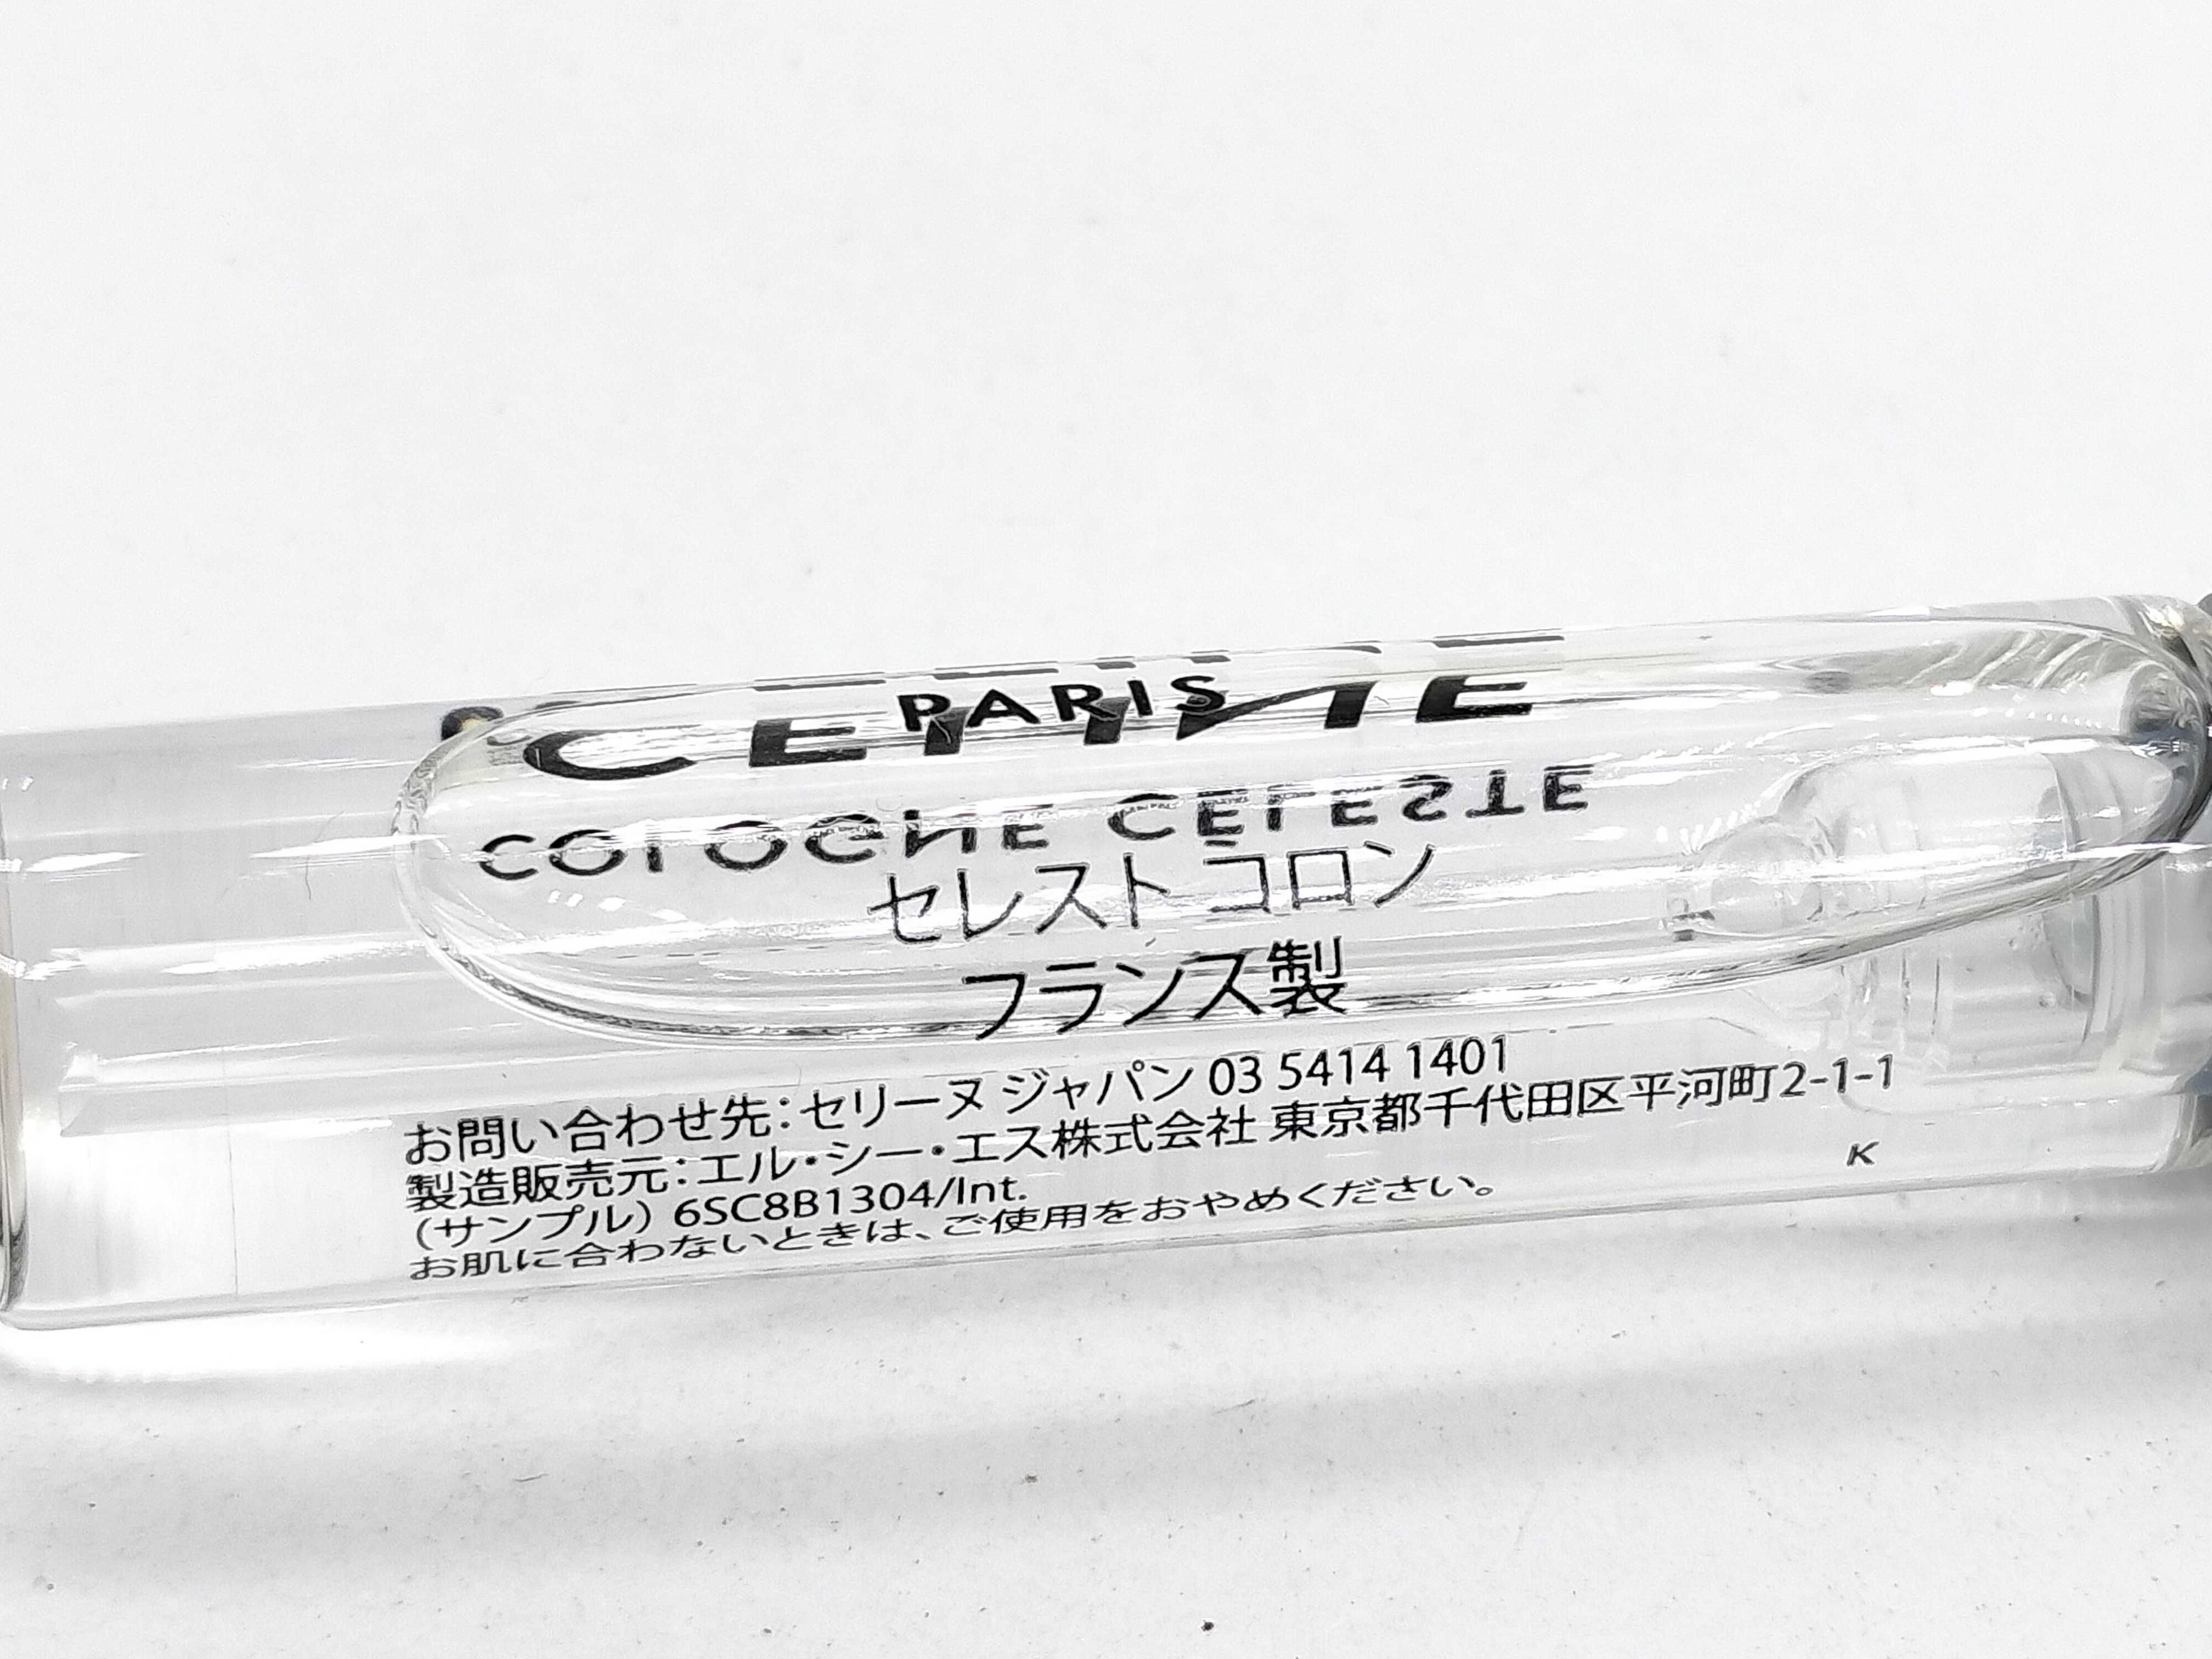 CELINE
PARIS
COLOGNE CÉLESTE
セレスト コロン
フランス製
お問い合わせ先：セリーヌ ジャパン 03 5414 1401
製造販売元：エル・シー・エス株式会社 東京都千代田区平河町2-1-1
（サンプル）6SC8B1304/Int.
お肌に合わないときは、ご使用をおやめください。
K